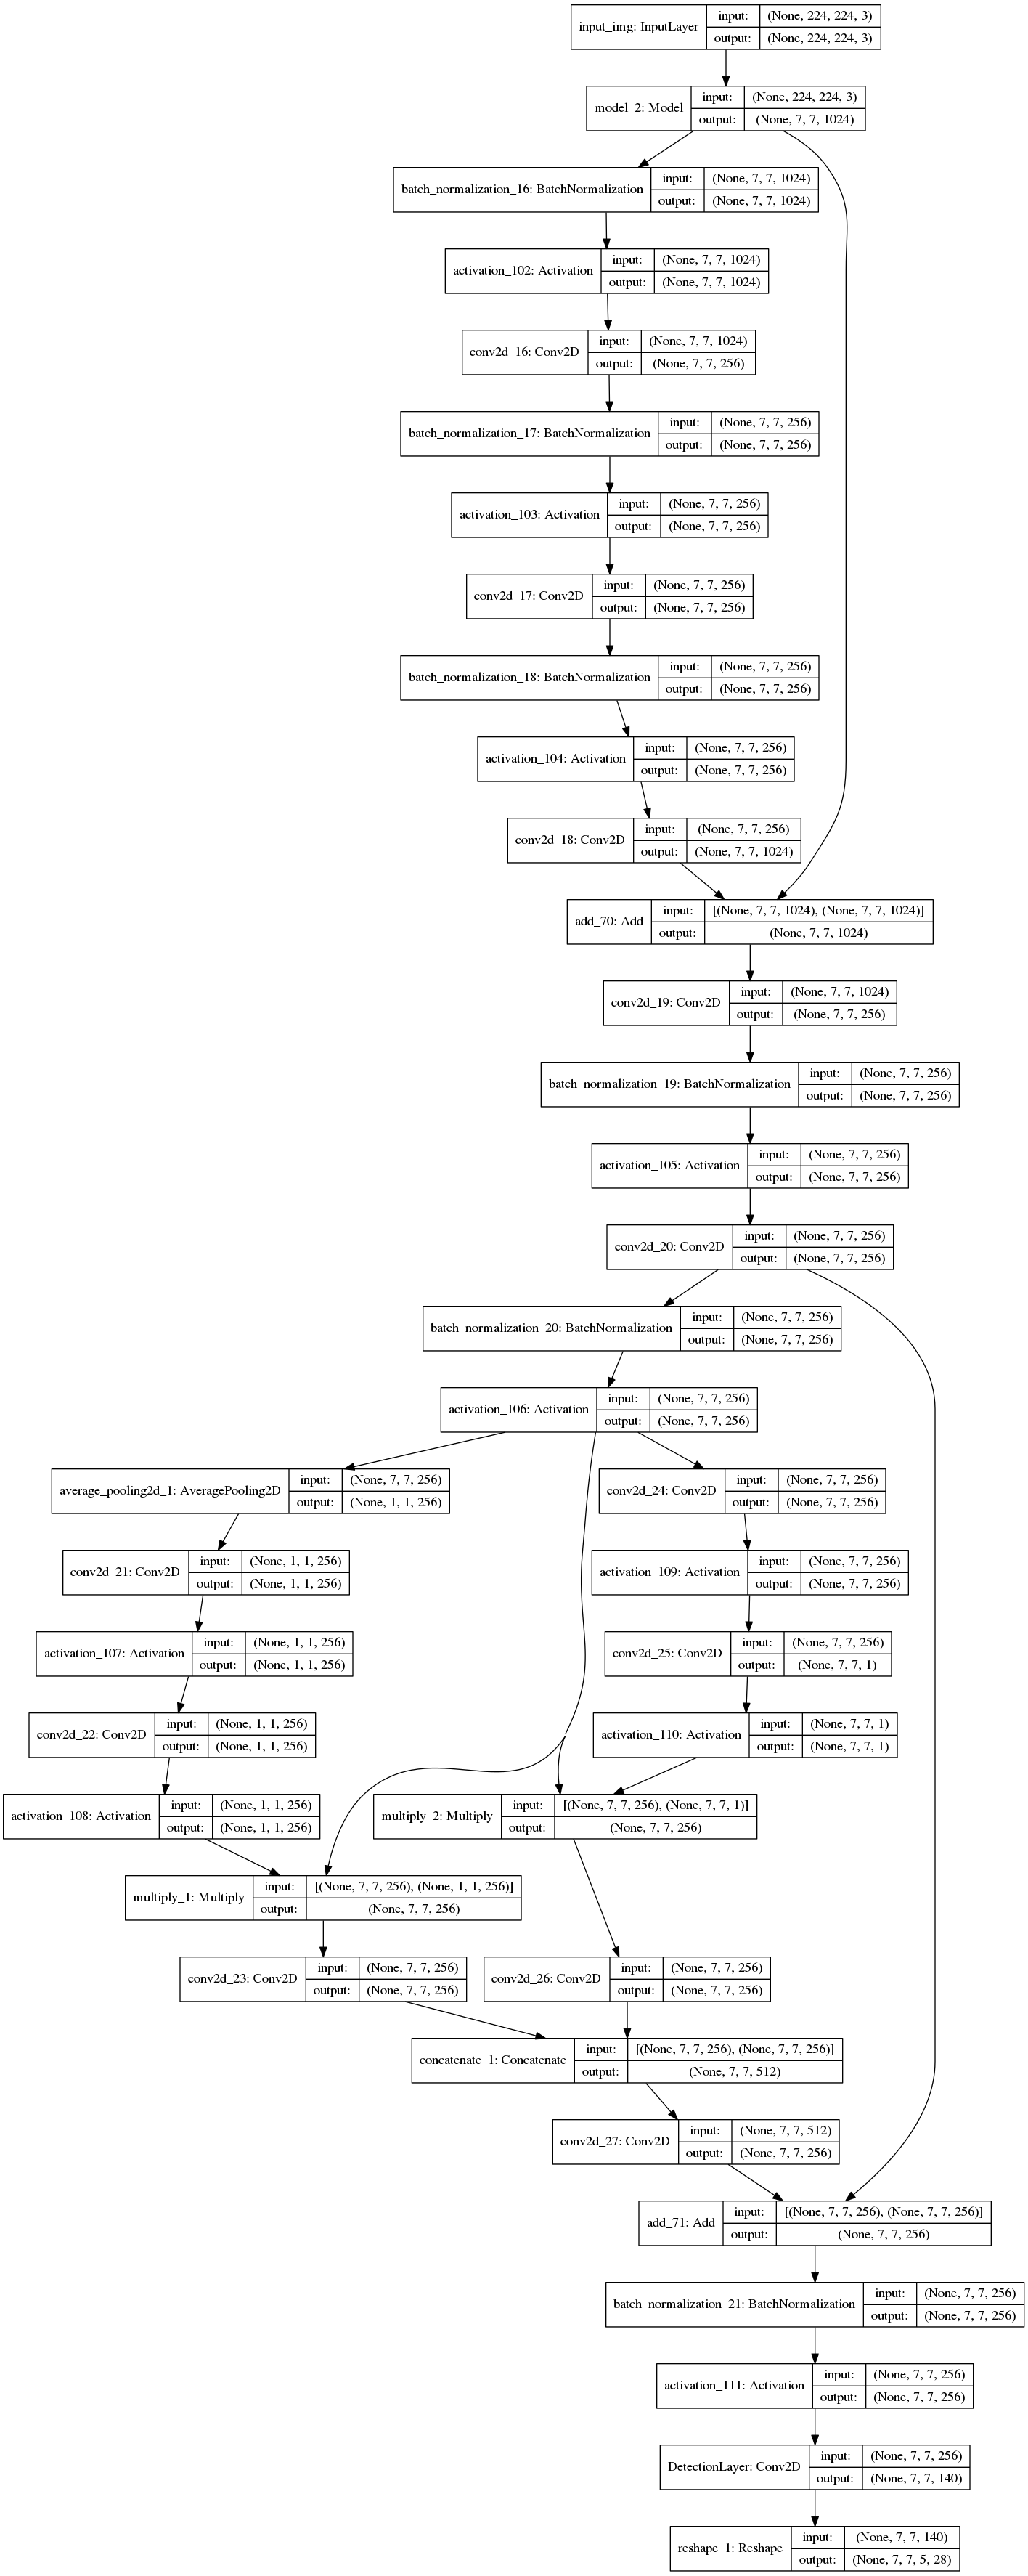 input_img: InputLayer
input: (None, 224, 224, 3)
output: (None, 224, 224, 3)
model_2: Model
input: (None, 224, 224, 3)
output: (None, 7, 7, 1024)
batch_normalization_16: BatchNormalization
input: (None, 7, 7, 1024)
output: (None, 7, 7, 1024)
activation_102: Activation
input: (None, 7, 7, 1024)
output: (None, 7, 7, 1024)
conv2d_16: Conv2D
input: (None, 7, 7, 1024)
output: (None, 7, 7, 256)
batch_normalization_17: BatchNormalization
input: (None, 7, 7, 256)
output: (None, 7, 7, 256)
activation_103: Activation
input: (None, 7, 7, 256)
output: (None, 7, 7, 256)
conv2d_17: Conv2D
input: (None, 7, 7, 256)
output: (None, 7, 7, 256)
batch_normalization_18: BatchNormalization
input: (None, 7, 7, 256)
output: (None, 7, 7, 256)
activation_104: Activation
input: (None, 7, 7, 256)
output: (None, 7, 7, 256)
conv2d_18: Conv2D
input: (None, 7, 7, 256)
output: (None, 7, 7, 1024)
add_70: Add
input: [(None, 7, 7, 1024), (None, 7, 7, 1024)]
output: (None, 7, 7, 1024)
conv2d_19: Conv2D
input: (None, 7, 7, 1024)
output: (None, 7, 7, 256)
batch_normalization_19: BatchNormalization
input: (None, 7, 7, 256)
output: (None, 7, 7, 256)
activation_105: Activation
input: (None, 7, 7, 256)
output: (None, 7, 7, 256)
conv2d_20: Conv2D
input: (None, 7, 7, 256)
output: (None, 7, 7, 256)
batch_normalization_20: BatchNormalization
input: (None, 7, 7, 256)
output: (None, 7, 7, 256)
activation_106: Activation
input: (None, 7, 7, 256)
output: (None, 7, 7, 256)
average_pooling2d_1: AveragePooling2D
input: (None, 7, 7, 256)
output: (None, 1, 1, 256)
conv2d_24: Conv2D
input: (None, 7, 7, 256)
output: (None, 7, 7, 256)
conv2d_21: Conv2D
input: (None, 1, 1, 256)
output: (None, 1, 1, 256)
activation_109: Activation
input: (None, 7, 7, 256)
output: (None, 7, 7, 256)
activation_107: Activation
input: (None, 1, 1, 256)
output: (None, 1, 1, 256)
conv2d_25: Conv2D
input: (None, 7, 7, 256)
output: (None, 7, 7, 1)
conv2d_22: Conv2D
input: (None, 1, 1, 256)
output: (None, 1, 1, 256)
activation_110: Activation
input: (None, 7, 7, 1)
output: (None, 7, 7, 1)
activation_108: Activation
input: (None, 1, 1, 256)
output: (None, 1, 1, 256)
multiply_2: Multiply
input: [(None, 7, 7, 256), (None, 7, 7, 1)]
output: (None, 7, 7, 256)
multiply_1: Multiply
input: [(None, 7, 7, 256), (None, 1, 1, 256)]
output: (None, 7, 7, 256)
conv2d_23: Conv2D
input: (None, 7, 7, 256)
output: (None, 7, 7, 256)
conv2d_26: Conv2D
input: (None, 7, 7, 256)
output: (None, 7, 7, 256)
concatenate_1: Concatenate
input: [(None, 7, 7, 256), (None, 7, 7, 256)]
output: (None, 7, 7, 512)
conv2d_27: Conv2D
input: (None, 7, 7, 512)
output: (None, 7, 7, 256)
add_71: Add
input: [(None, 7, 7, 256), (None, 7, 7, 256)]
output: (None, 7, 7, 256)
batch_normalization_21: BatchNormalization
input: (None, 7, 7, 256)
output: (None, 7, 7, 256)
activation_111: Activation
input: (None, 7, 7, 256)
output: (None, 7, 7, 256)
DetectionLayer: Conv2D
input: (None, 7, 7, 256)
output: (None, 7, 7, 140)
reshape_1: Reshape
input: (None, 7, 7, 140)
output: (None, 7, 7, 5, 28)